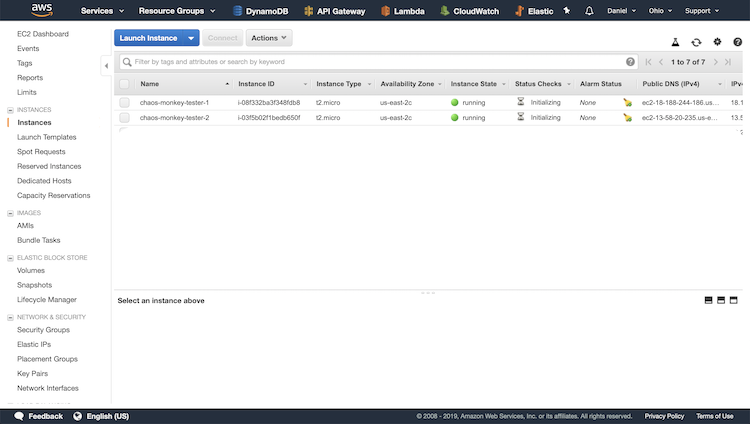 aws Services Resource Groups DynamoDB API Gateway Lambda CloudWatch Elastic Daniel Ohio Support
EC2 Dashboard
Events
Tags
Reports
Limits
INSTANCES
Instances
Launch Templates
Spot Requests
Reserved Instances
Dedicated Hosts
Capacity Reservations
IMAGES
AMIs
Bundle Tasks
ELASTIC BLOCK STORE
Volumes
Snapshots
Lifecycle Manager
NETWORK & SECURITY
Security Groups
Elastic IPs
Placement Groups
Key Pairs
Network Interfaces
Launch Instance Connect Actions
Filter by tags and attributes or search by keyword 1 to 7 of 7
Name Instance ID Instance Type Availability Zone Instance State Status Checks Alarm Status Public DNS (IPv4) IPv
chaos-monkey-tester-1 i-08f332ba3f348fdb8 t2.micro us-east-2c running Initializing None ec2-18-188-244-186.us... 18.1
chaos-monkey-tester-2 i-03f5b02f1bedb650f t2.micro us-east-2c running Initializing None ec2-13-58-20-235.us-e... 13.5
Select an instance above
Feedback English (US) © 2008 - 2019, Amazon Web Services, Inc. or its affiliates. All rights reserved. Privacy Policy Terms of Use